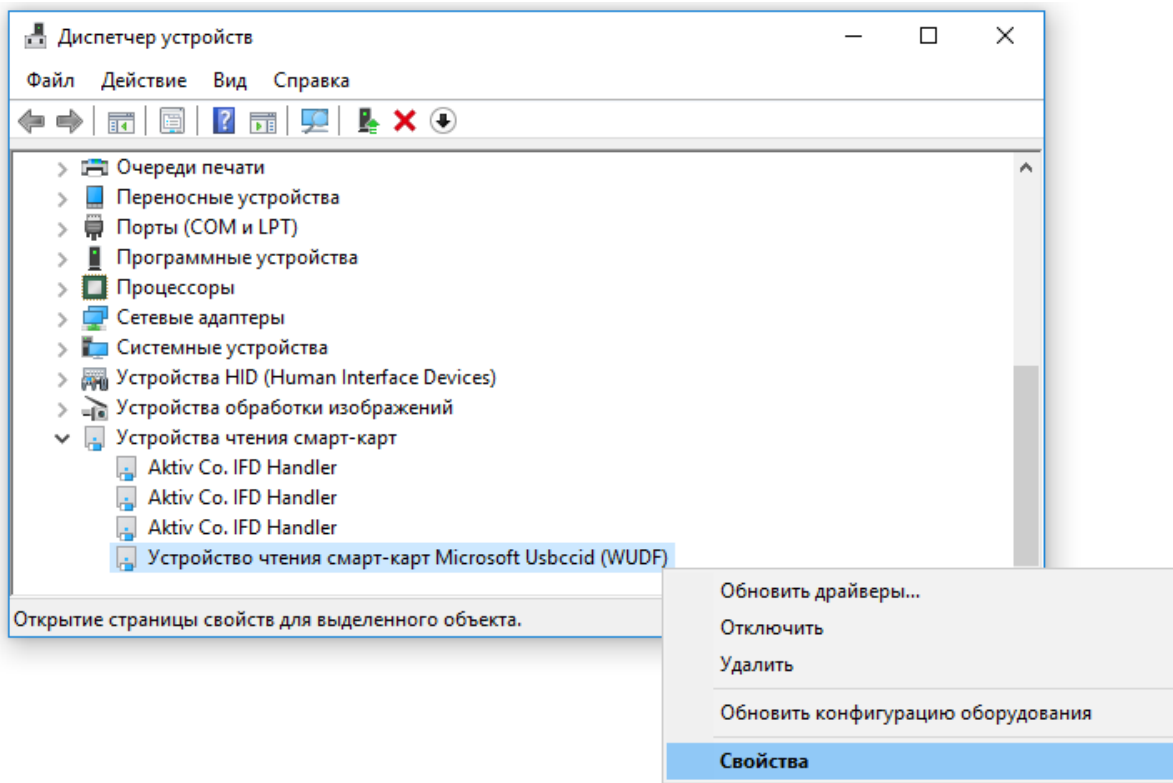 Диспетчер устройств
Файл Действие Вид Справка
Очереди печати
Переносные устройства
Порты (COM и LPT)
Программные устройства
Процессоры
Сетевые адаптеры
Системные устройства
Устройства HID (Human Interface Devices)
Устройства обработки изображений
Устройства чтения смарт-карт
Aktiv Co. IFD Handler
Aktiv Co. IFD Handler
Aktiv Co. IFD Handler
Устройство чтения смарт-карт Microsoft Usbccid (WUDF)
Открытие страницы свойств для выделенного объекта.
Обновить драйверы...
Отключить
Удалить
Обновить конфигурацию оборудования
Свойства